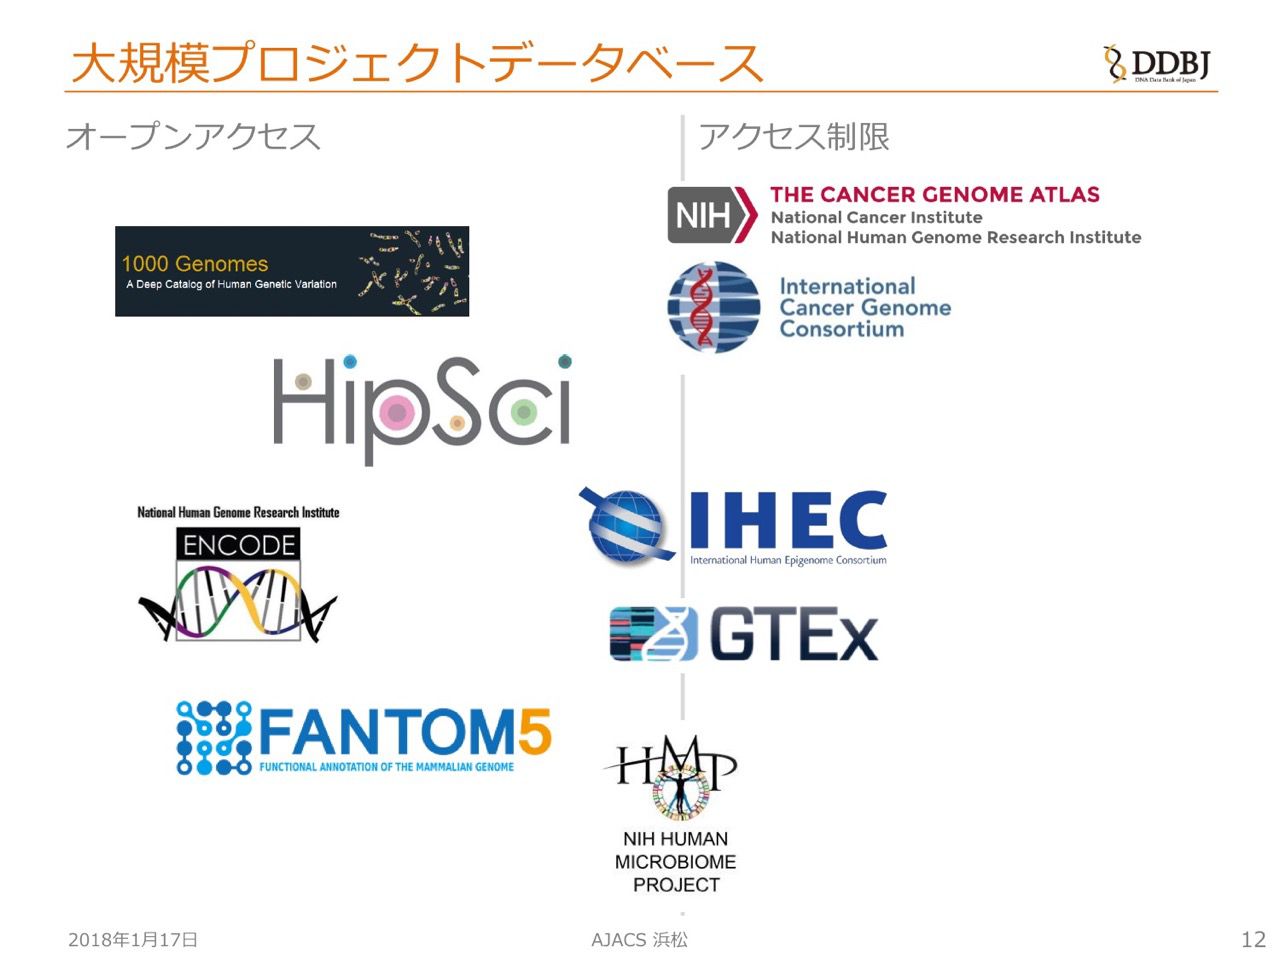 大規模プロジェクトデータベース
DDBJ
DNA Data Bank of Japan
オープンアクセス
アクセス制限
1000 Genomes
A Deep Catalog of Human Genetic Variation
NIH
THE CANCER GENOME ATLAS
National Cancer Institute
National Human Genome Research Institute
International
Cancer Genome
Consortium
HipSci
National Human Genome Research Institute
ENCODE
IHEC
International Human Epigenome Consortium
GTEx
FANTOM5
FUNCTIONAL ANNOTATION OF THE MAMMALIAN GENOME
HMP
NIH HUMAN
MICROBIOME
PROJECT
2018年1月17日
AJACS 浜松
12